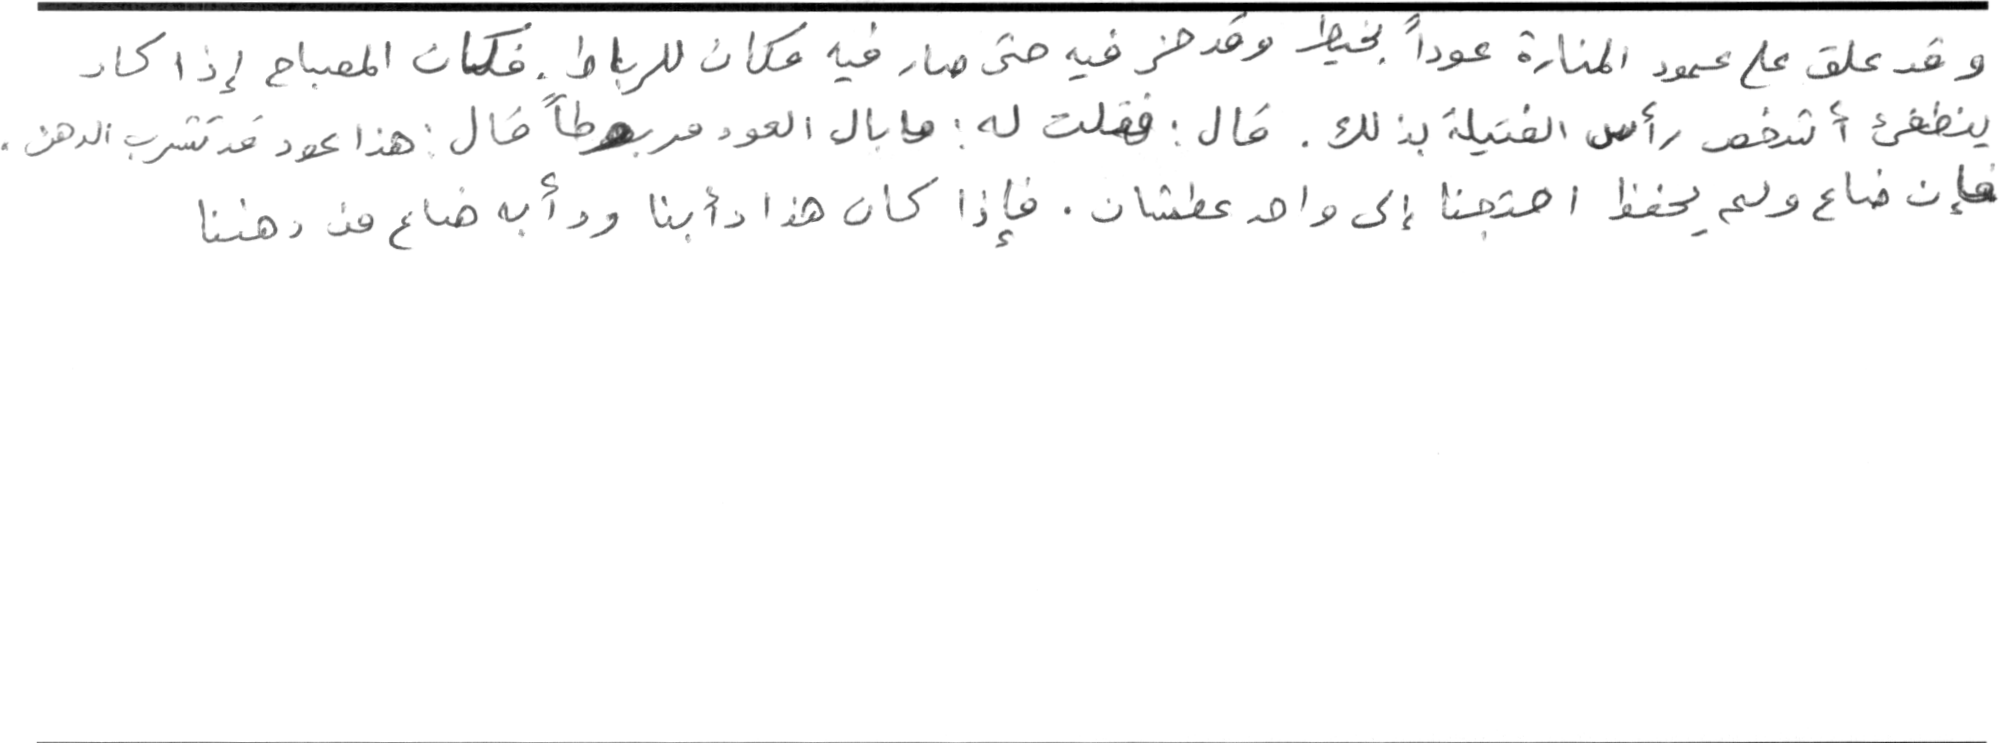 وقد علق على عمود المنارة عوداً بخيط وقد حز فيه حتى صار فيه مكان للرباط. فكان المصباح إذا كاد
ينطفئ أشخص رأس الفتيلة بذلك. قال: فقلت له: ما بال العود مربوطاً قال: هذا عود قد تشرب الدهن.
فإن ضاع ولم يحفظ احتجنا إلى واحد عطشان. فإذا كان هذا دأبنا ودأبه ضاع من دهننا